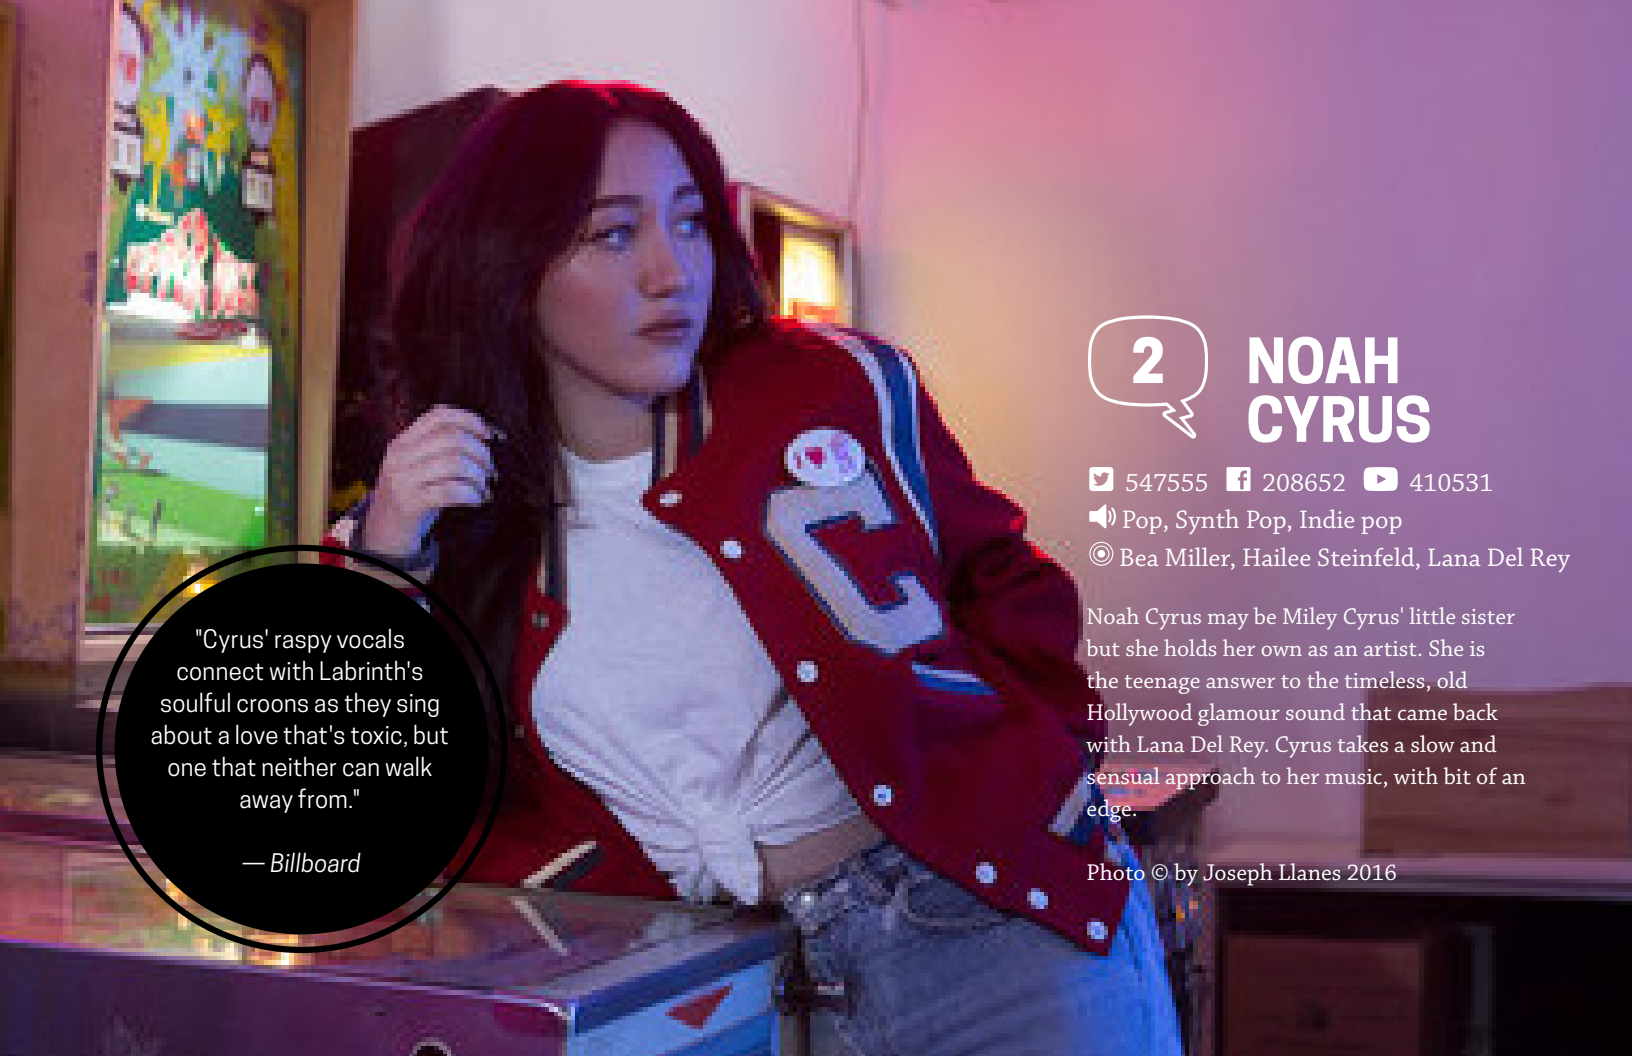 2
NOAH
CYRUS
547555 208652 410531
Pop, Synth Pop, Indie pop
Bea Miller, Hailee Steinfeld, Lana Del Rey
Noah Cyrus may be Miley Cyrus' little sister
but she holds her own as an artist. She is
the teenage answer to the timeless, old
Hollywood glamour sound that came back
with Lana Del Rey. Cyrus takes a slow and
sensual approach to her music, with bit of an
edge.
Photo © by Joseph Llanes 2016
"Cyrus' raspy vocals
connect with Labrinth's
soulful croons as they sing
about a love that's toxic, but
one that neither can walk
away from."
— Billboard
I
C